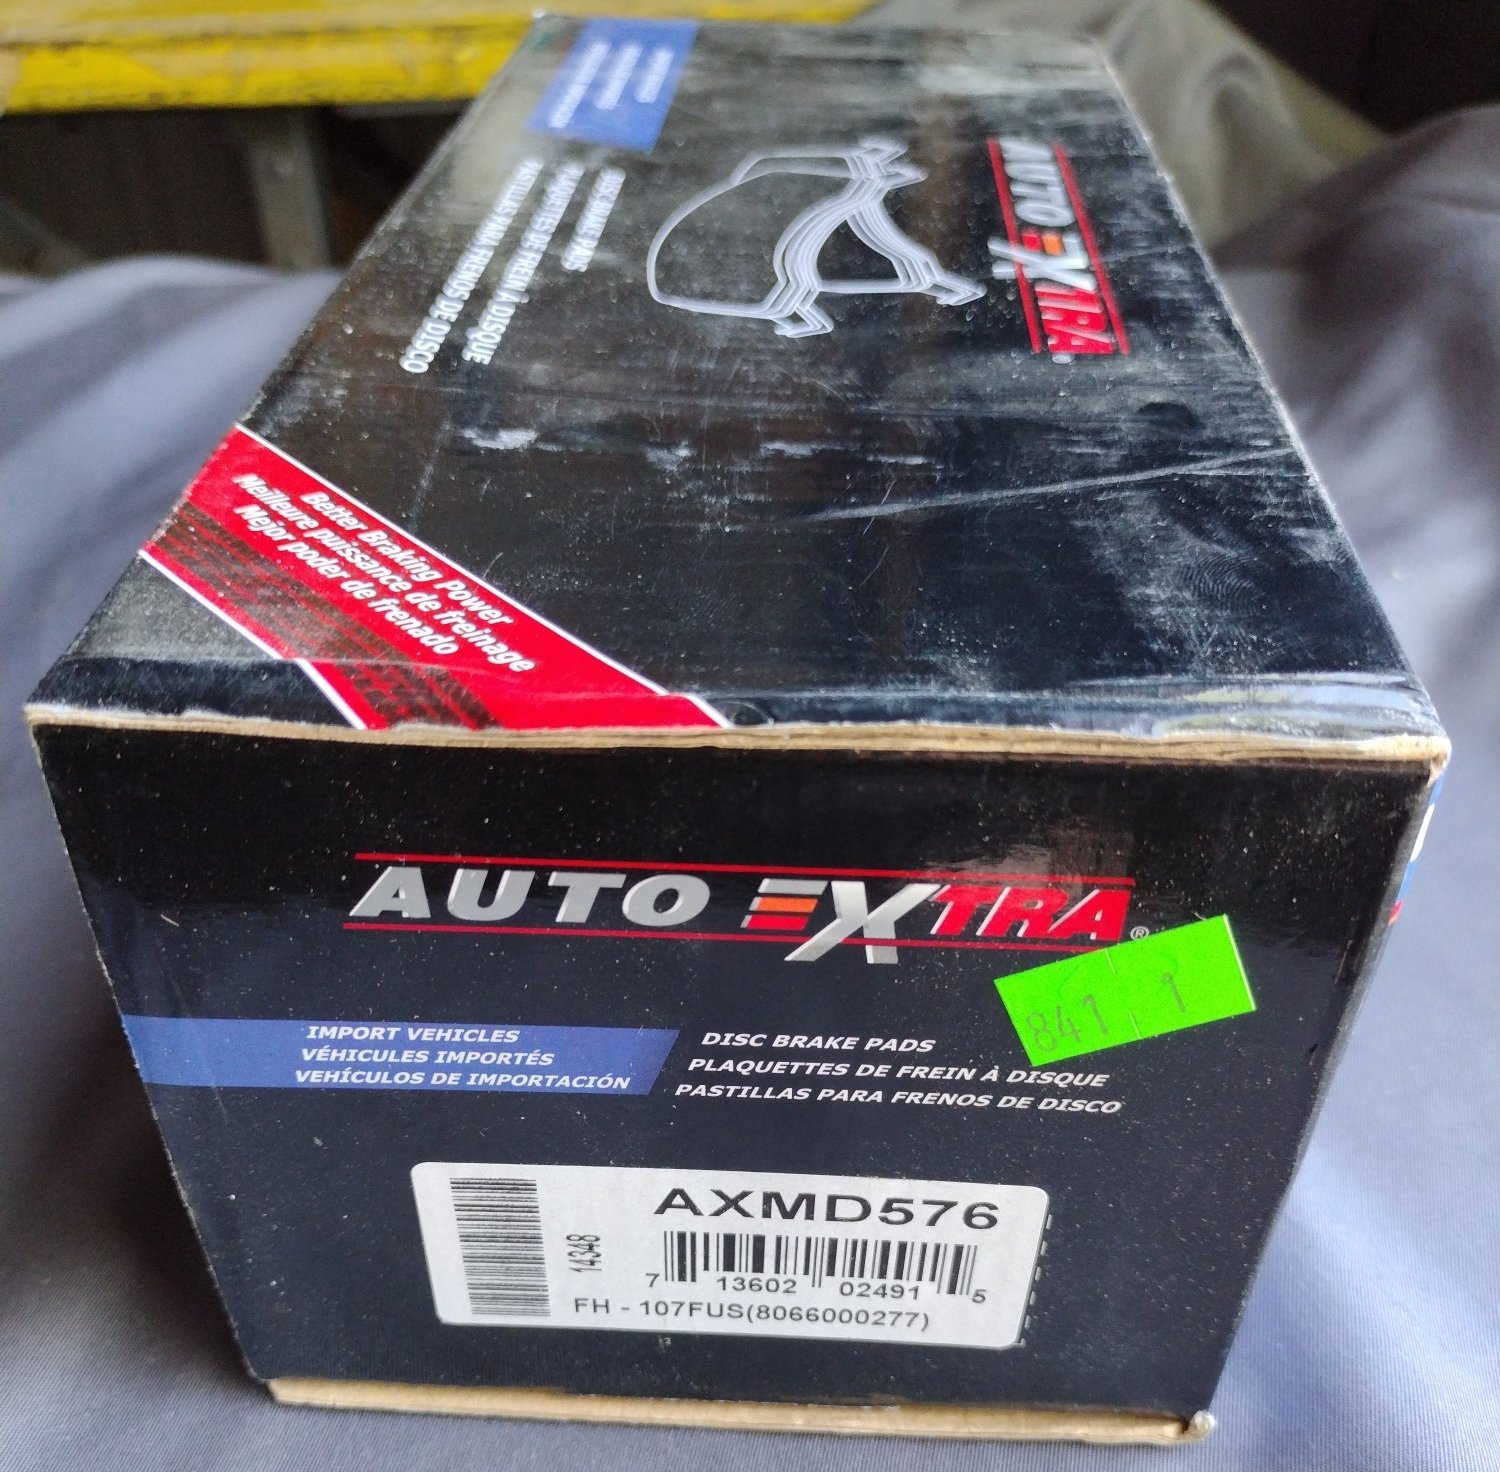 AUTO EXTRA®
DISC BRAKE PADS
PLAQUETTES DE FREIN À DISQUE
PASTILLAS PARA FRENOS DE DISCO
Better Braking Power
Meilleure puissance de freinage
Mejor poder de frenado
AUTO EXTRA®
841 1
IMPORT VEHICLES
VÉHICULES IMPORTÉS
VEHÍCULOS DE IMPORTACIÓN
DISC BRAKE PADS
PLAQUETTES DE FREIN À DISQUE
PASTILLAS PARA FRENOS DE DISCO
AXMD576
14348
7 13602 02491 5
FH - 107FUS(8066000277)